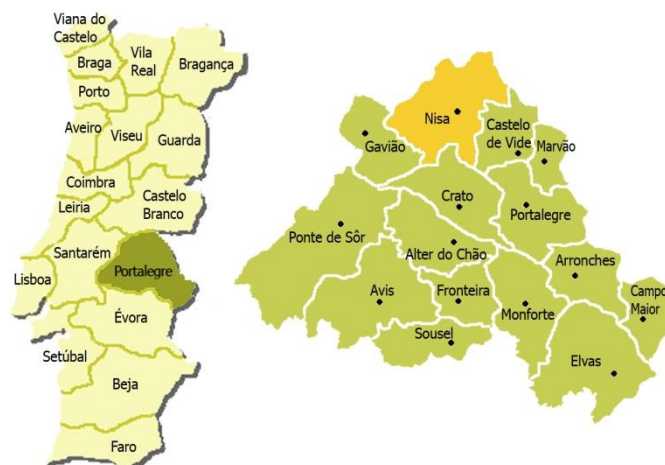 Viana do
Castelo
Braga
Vila
Real
Bragança
Porto
Aveiro
Viseu
Guarda
Coimbra
Leiria
Castelo
Branco
Santarém
Portalegre
Lisboa
Évora
Setúbal
Beja
Faro
Nisa
Gavião
Castelo
de Vide
Marvão
Crato
Portalegre
Ponte de Sôr
Alter do Chão
Arronches
Avis
Fronteira
Monforte
Campo
Maior
Sousel
Elvas